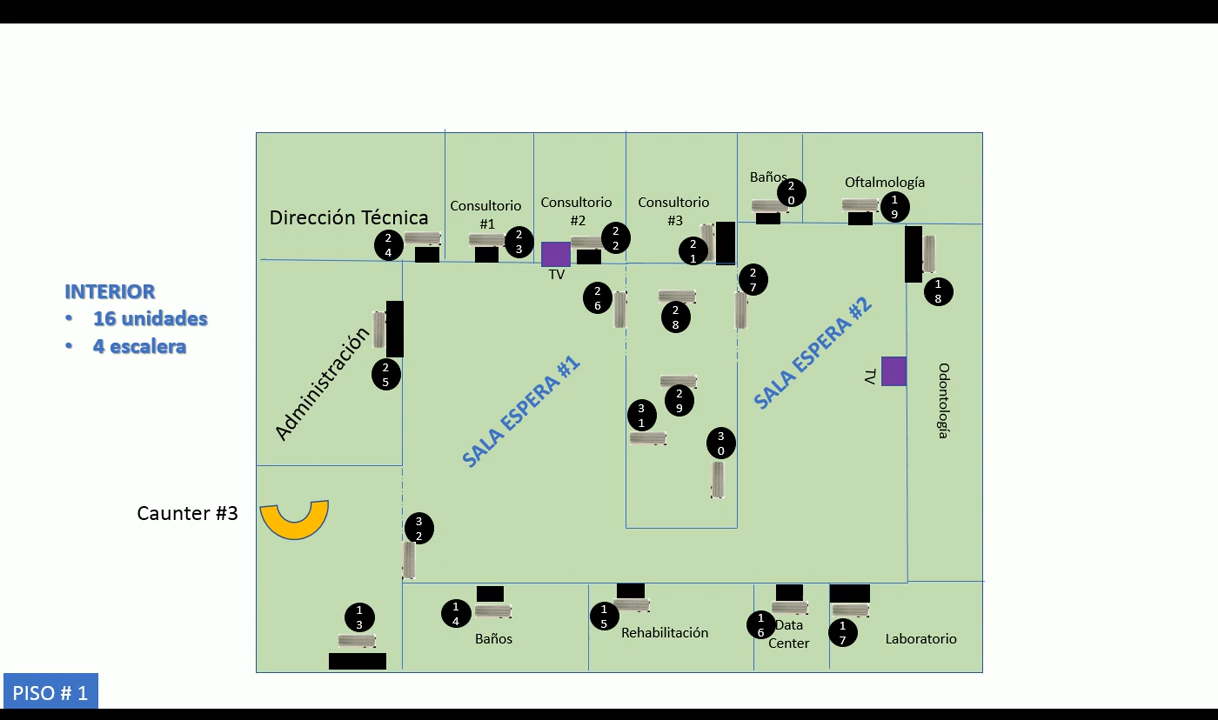 Baños
20
Oftalmología
19
Dirección Técnica
Consultorio
#1
Consultorio
#2
Consultorio
#3
24
23
22
21
TV
INTERIOR
• 16 unidades
• 4 escalera
26
28
27
18
Administración
25
SALA ESPERA #1
SALA ESPERA #2
TV
Odontología
29
31
30
Caunter #3
32
13
14
Baños
15
Rehabilitación
16
Data
Center
17
Laboratorio
PISO # 1